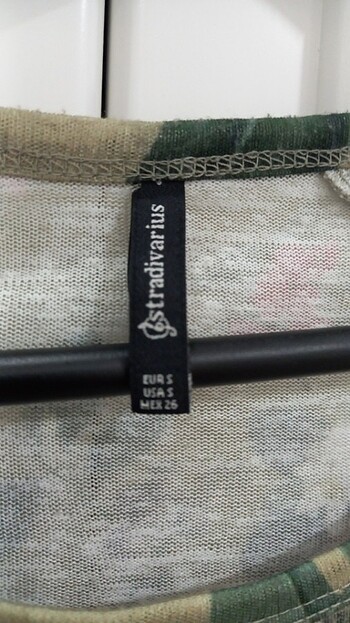 stradivarius
EUR S
USA S
MEX 26